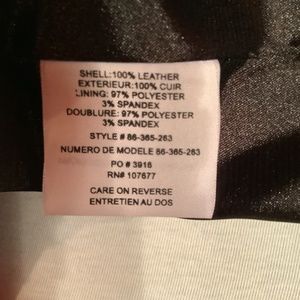 SHELL:100% LEATHER
EXTERIEUR:100% CUIR
LINING: 97% POLYESTER
3% SPANDEX
DOUBLURE: 97% POLYESTER
3% SPANDEX
STYLE # 86-365-263
NUMERO DE MODELE 86-365-263
PO # 3916
RN# 107677
CARE ON REVERSE
ENTRETIEN AU DOS